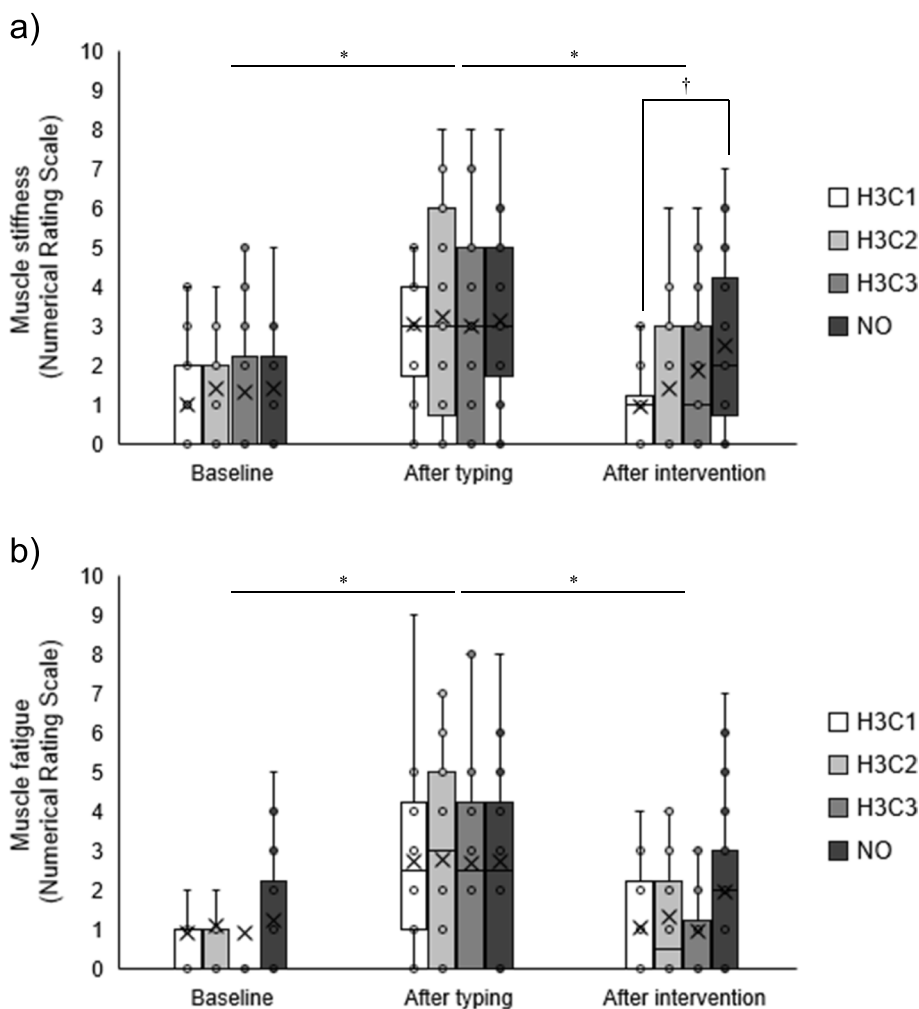 a)
10
9
8
7
6
5
4
3
2
1
0
Muscle stiffness
(Numerical Rating Scale)
*
*
†
Baseline
After typing
After intervention
H3C1
H3C2
H3C3
NO
b)
10
9
8
7
6
5
4
3
2
1
0
Muscle fatigue
(Numerical Rating Scale)
*
*
Baseline
After typing
After intervention
H3C1
H3C2
H3C3
NO